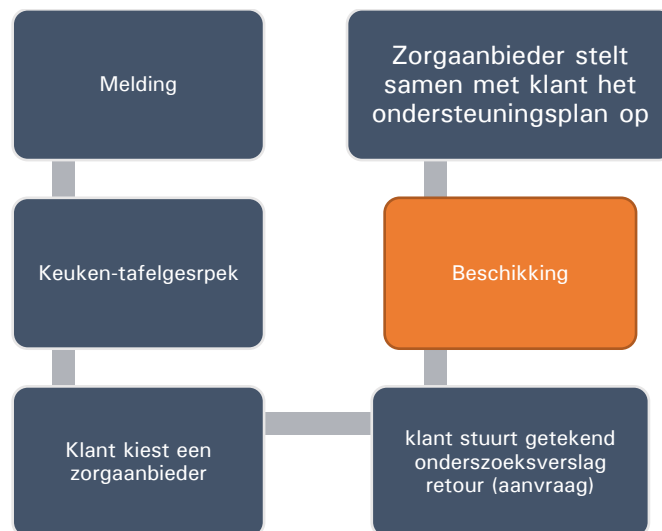 Melding
Keuken-tafelgesrpek
Klant kiest een
zorgaanbieder
klant stuurt getekend
onderszoeksverslag
retour (aanvraag)
Beschikking
Zorgaanbieder stelt
samen met klant het
ondersteuningsplan op